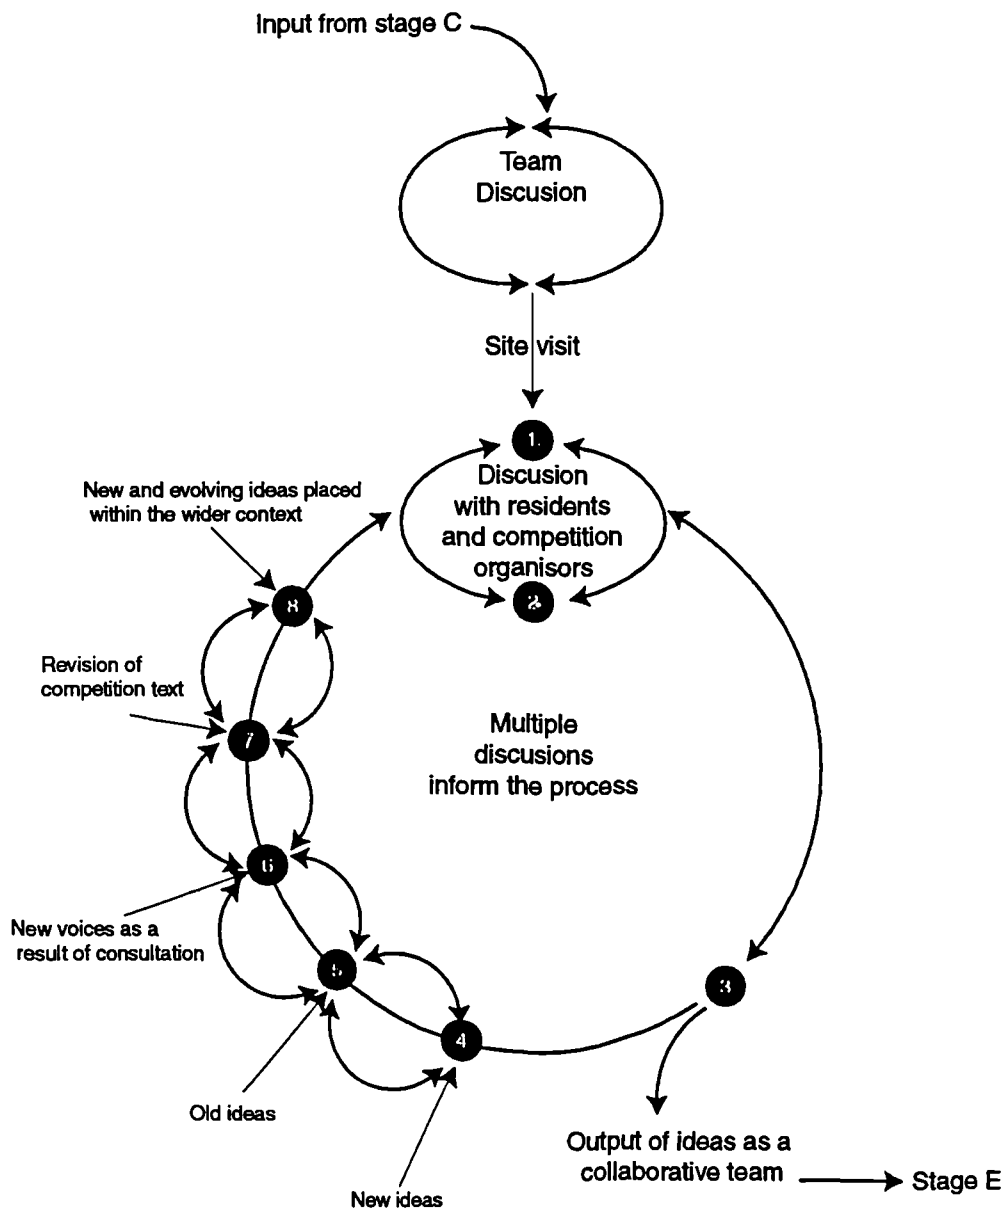 Input from stage C
Team
Discusion
Site visit
1
Discusion
with residents
and competition
organisors
2
New and evolving ideas placed
within the wider context
8
Revision of
competition text
7
Multiple
discusions
inform the process
6
New voices as a
result of consultation
5
3
4
Old ideas
New ideas
Output of ideas as a
collaborative team
Stage E